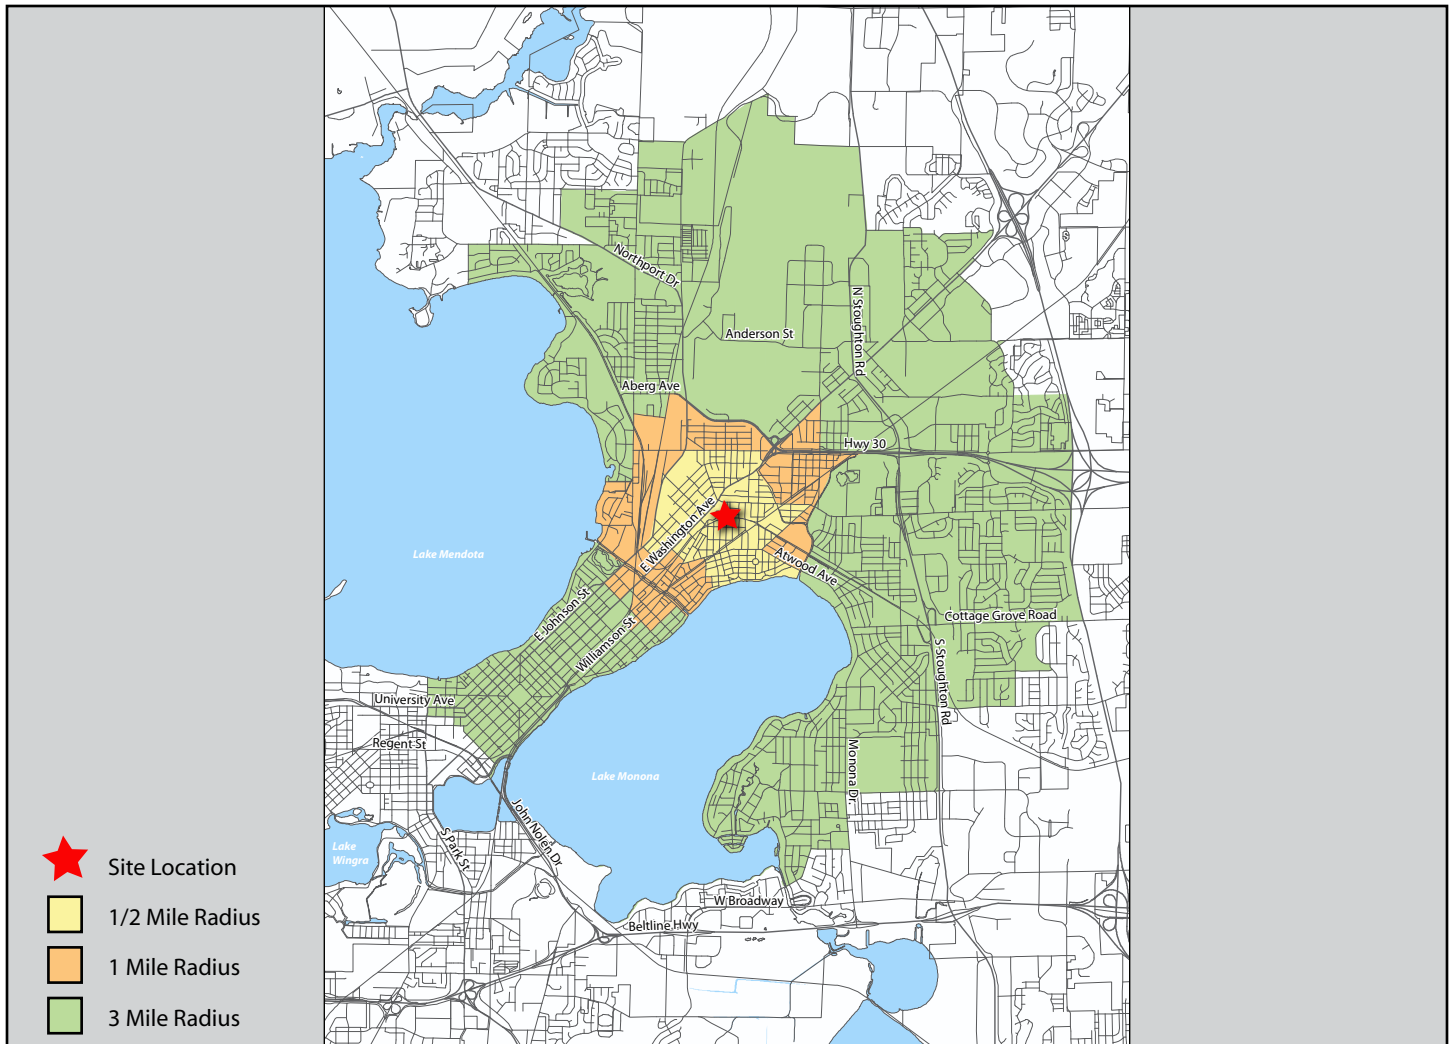 Northport Dr
N Stoughton Rd
Anderson St
Aberg Ave
Hwy 30
E Washington Ave
Lake Mendota
Atwood Ave
E Johnson St
Williamson St
Cottage Grove Road
S Stoughton Rd
University Ave
Regent St
Monona Dr.
Lake Monona
John Nolen Dr
S Park St
Lake
Wingra
W Broadway
Beltline Hwy
Site Location
1/2 Mile Radius
1 Mile Radius
3 Mile Radius